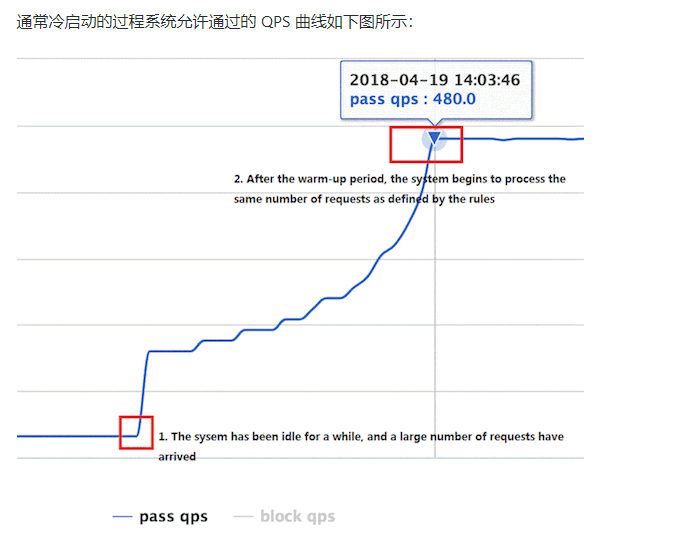 通常冷启动的过程系统允许通过的 QPS 曲线如下图所示：
2018-04-19 14:03:46
pass qps : 480.0
2. After the warm-up period, the system begins to process the
same number of requests as defined by the rules
1. The sysem has been idle for a while, and a large number of requests have
arrived
pass qps
block qps